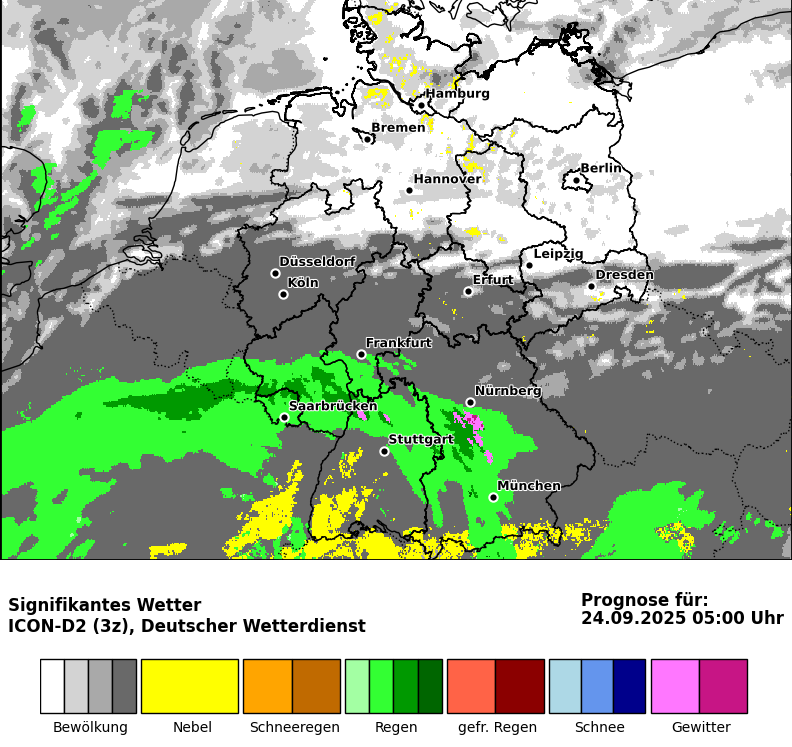 Hamburg
Bremen
Berlin
Hannover
Leipzig
Düsseldorf
Dresden
Köln
Erfurt
Frankfurt
Nürnberg
Saarbrücken
Stuttgart
München
Signifikantes Wetter
ICON-D2 (3z), Deutscher Wetterdienst
Prognose für:
24.09.2025 05:00 Uhr
Bewölkung
Nebel
Schneeregen
Regen
gefr. Regen
Schnee
Gewitter